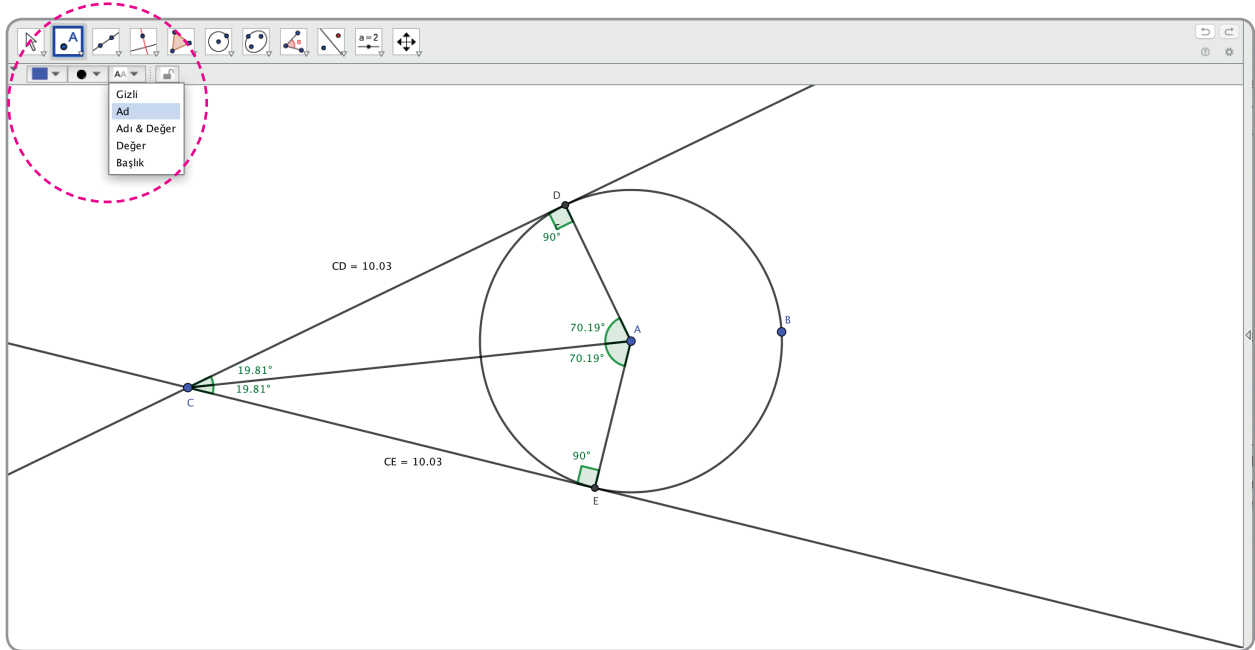 A
α
a=2
AA
Gizli
Ad
Adı & Değer
Değer
Başlık
D
c
90°
CD = 10.03
B
70.19°
A
70.19°
19.81°
19.81°
C
90°
CE = 10.03
E